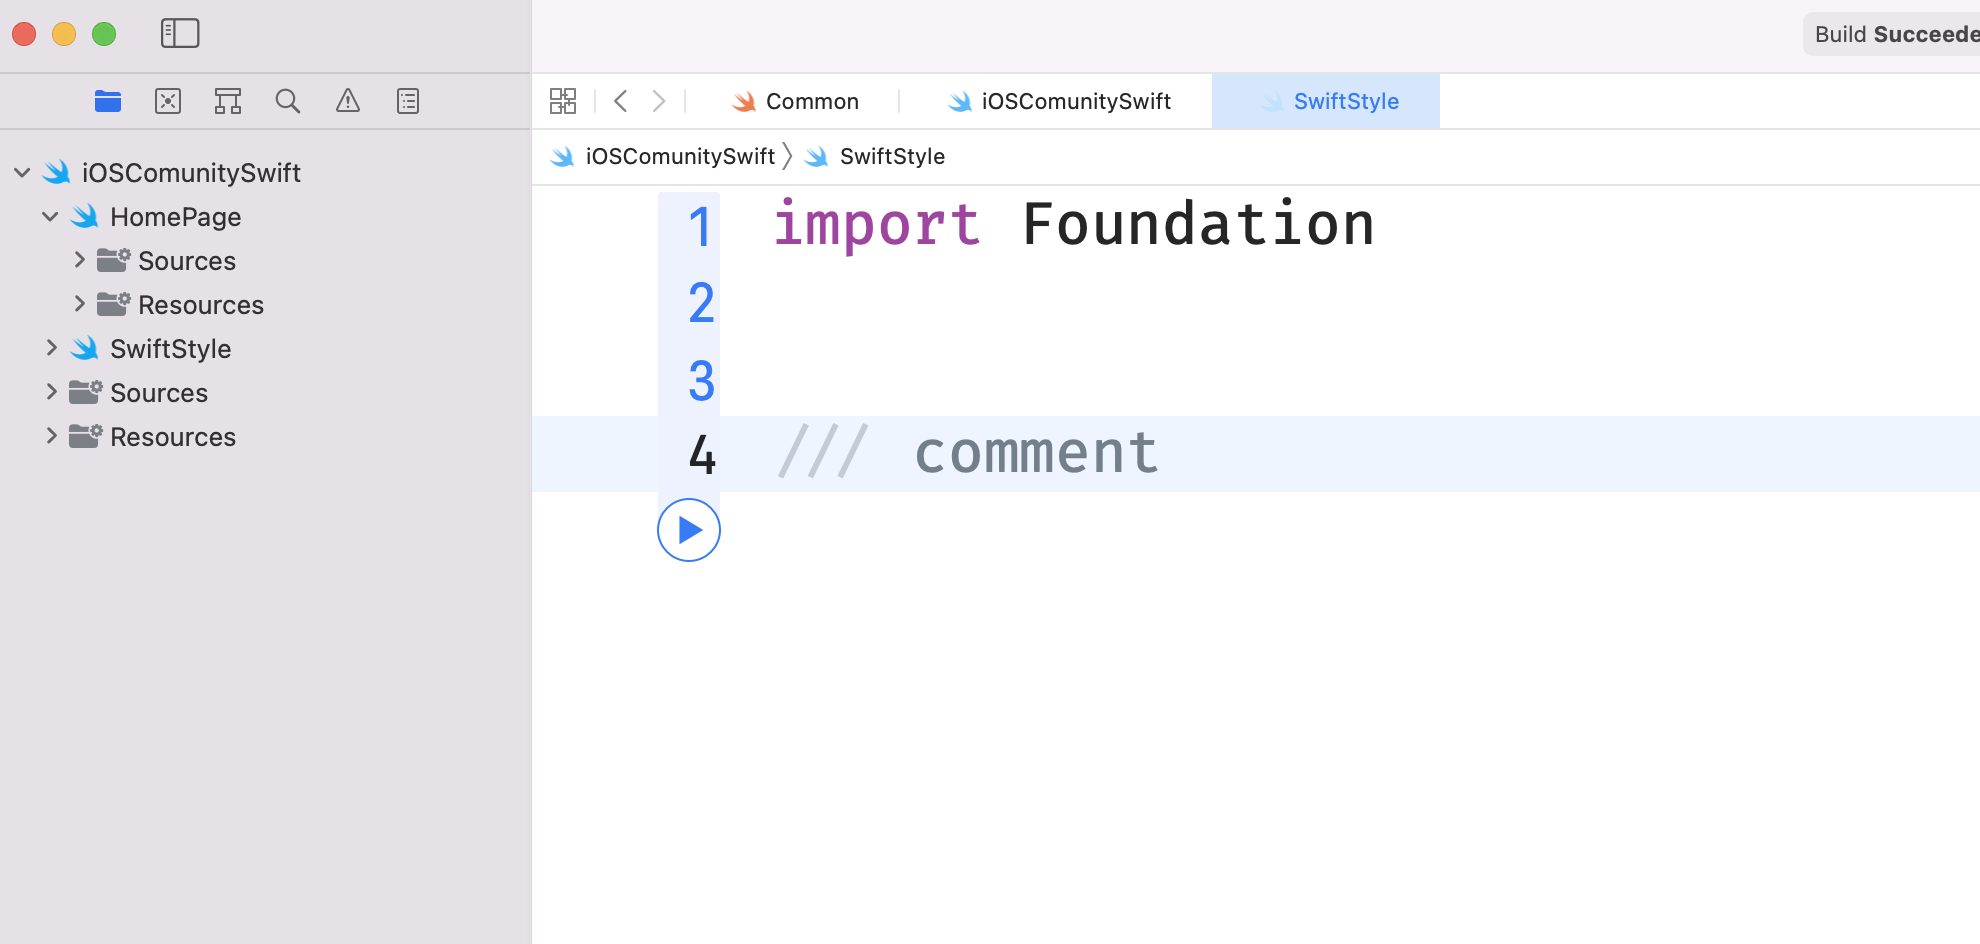 Build Succeede
Common
iOSComunitySwift
SwiftStyle
iOSComunitySwift
SwiftStyle
iOSComunitySwift
HomePage
Sources
Resources
SwiftStyle
Sources
Resources
1 import Foundation
2
3
4 /// comment